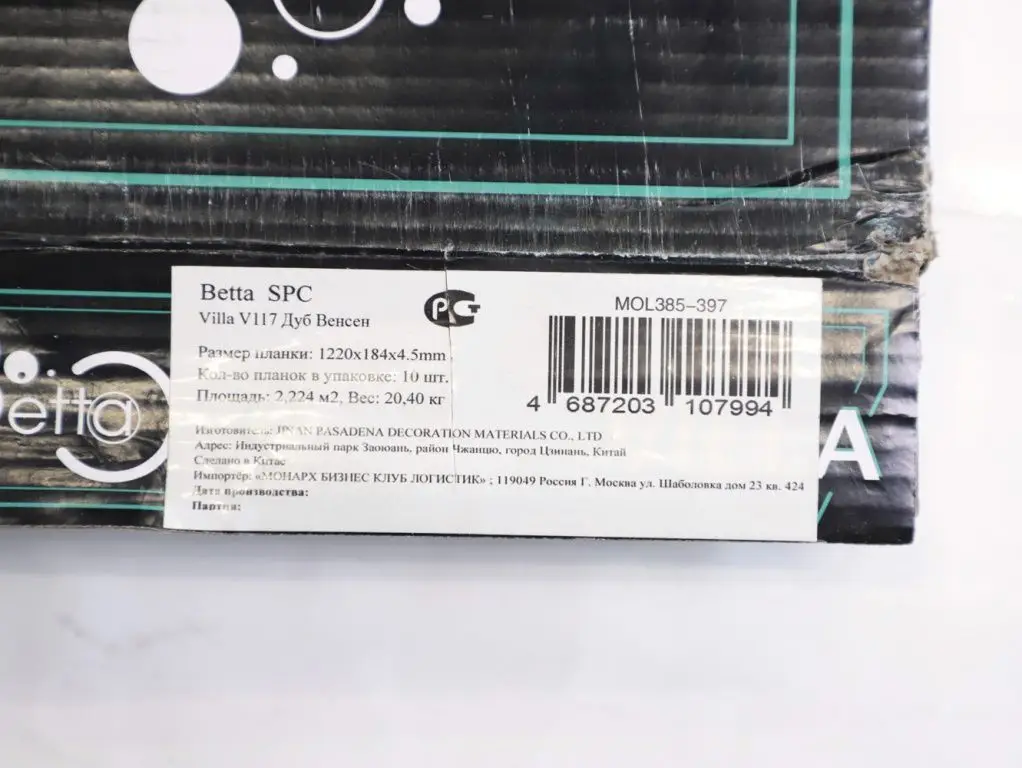 Betta SPC
Villa V117 Дуб Венсен
РСТ
Размер планки: 1220x184x4.5mm
Кол-во планок в упаковке: 10 шт.
Площадь: 2,224 м2, Вес: 20,40 кг
MOL385-397
4 687203 107994
Изготовитель: JINAN PASADENA DECORATION MATERIALS CO., LTD
Адрес: Индустриальный парк Заоюань, район Чжанцю, город Цзинань, Китай
Сделано в Китае
Импортёр: «МОНАРХ БИЗНЕС КЛУБ ЛОГИСТИК» ; 119049 Россия Г. Москва ул. Шаболовка дом 23 кв. 424
Дата производства:
Партия:
etta
A